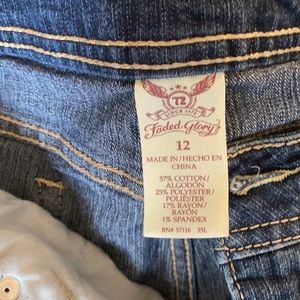 72
SINCE 1972
Faded Glory
12
MADE IN/HECHO EN
CHINA
57% COTTON/
ALGODÓN
25% POLYESTER/
POLIÉSTER
17% RAYON/
RAYÓN
1% SPANDEX
RN# 57116 35L